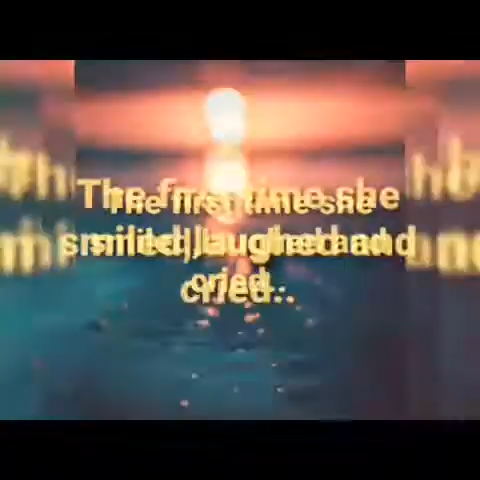 The first time she
smiled,laughed and
cried..